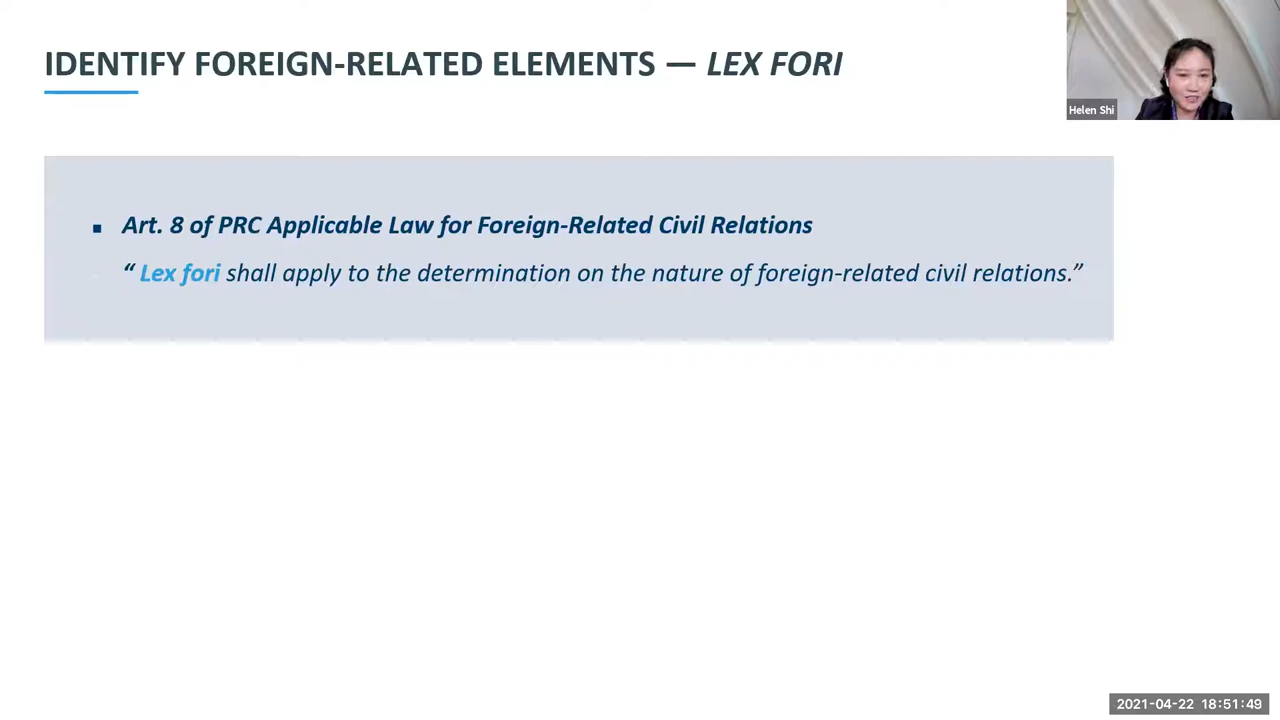 IDENTIFY FOREIGN-RELATED ELEMENTS — LEX FORI
Helen Shi
▪ Art. 8 of PRC Applicable Law for Foreign-Related Civil Relations
“ Lex fori shall apply to the determination on the nature of foreign-related civil relations.”
2021-04-22 18:51:49